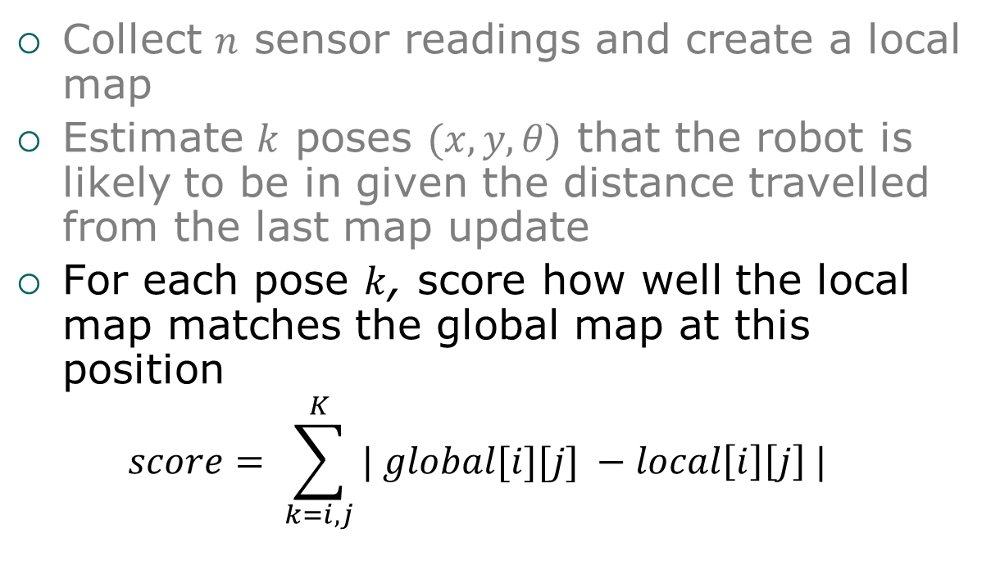 ○ Collect n sensor readings and create a local
map
○ Estimate k poses (x, y, θ) that the robot is
likely to be in given the distance travelled
from the last map update
○ For each pose k, score how well the local
map matches the global map at this
position
K
score = ∑ | global[i][j] − local[i][j] |
k=i,j